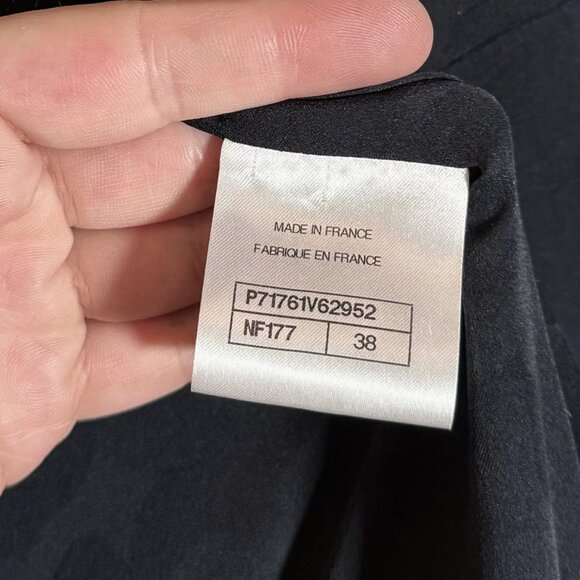 MADE IN FRANCE
FABRIQUE EN FRANCE
P71761V62952
NF177 38